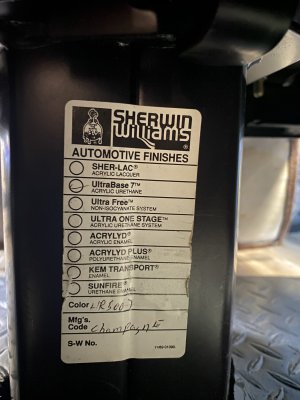 SHERWIN
WILLIAMS®
AUTOMOTIVE FINISHES
SHER-LAC®
ACRYLIC LACQUER
UltraBase 7™
ACRYLIC URETHANE
Ultra Free™
NON-ISOCYANATE SYSTEM
ULTRA ONE STAGE™
ACRYLIC URETHANE SYSTEM
ACRYLYD®
ACRYLIC ENAMEL
ACRYLYD PLUS®
POLYURETHANE ENAMEL
KEM TRANSPORT®
ENAMEL
SUNFIRE®
URETHANE ENAMEL
Color
Mfg's.
Code
S-W No.